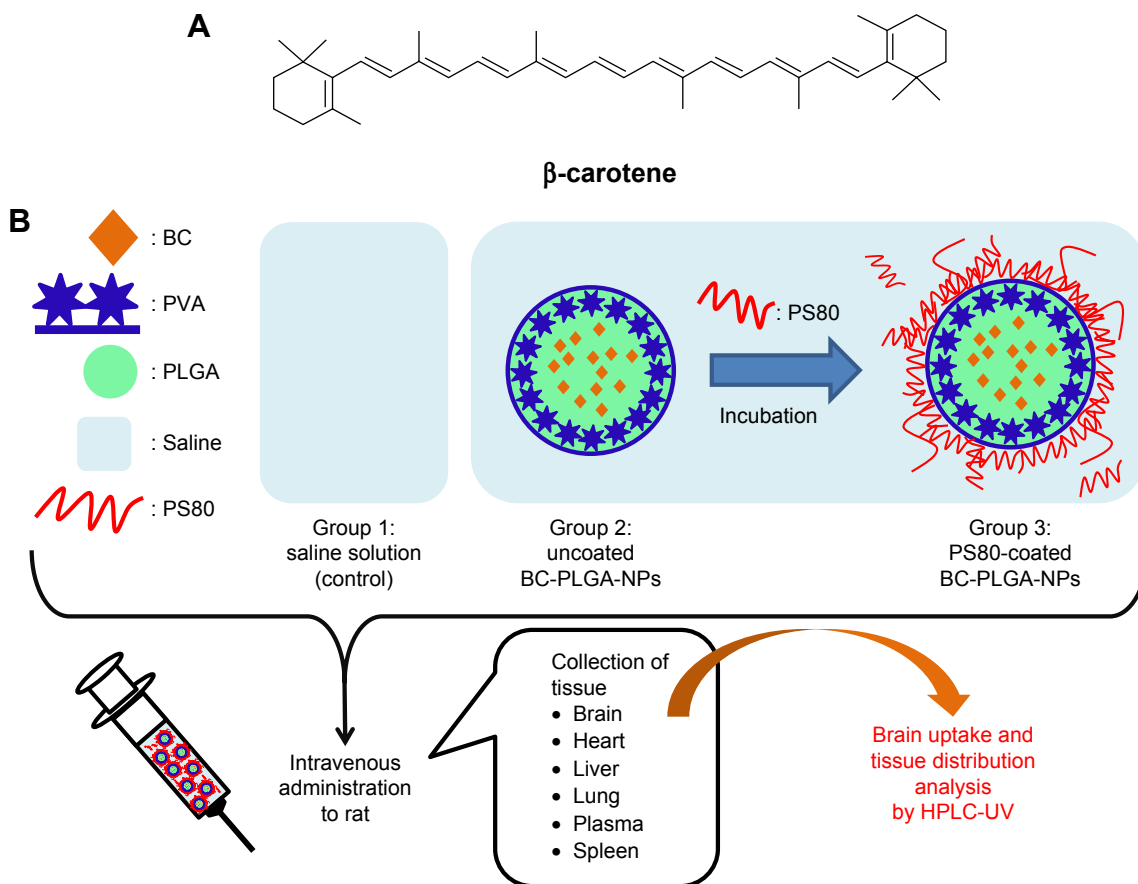 A
β-carotene
B
: BC
: PVA
: PLGA
: Saline
: PS80
: PS80
Incubation
Group 1:
saline solution
(control)
Group 2:
uncoated
BC-PLGA-NPs
Group 3:
PS80-coated
BC-PLGA-NPs
Intravenous
administration
to rat
Collection of
tissue
• Brain
• Heart
• Liver
• Lung
• Plasma
• Spleen
Brain uptake and
tissue distribution
analysis
by HPLC-UV